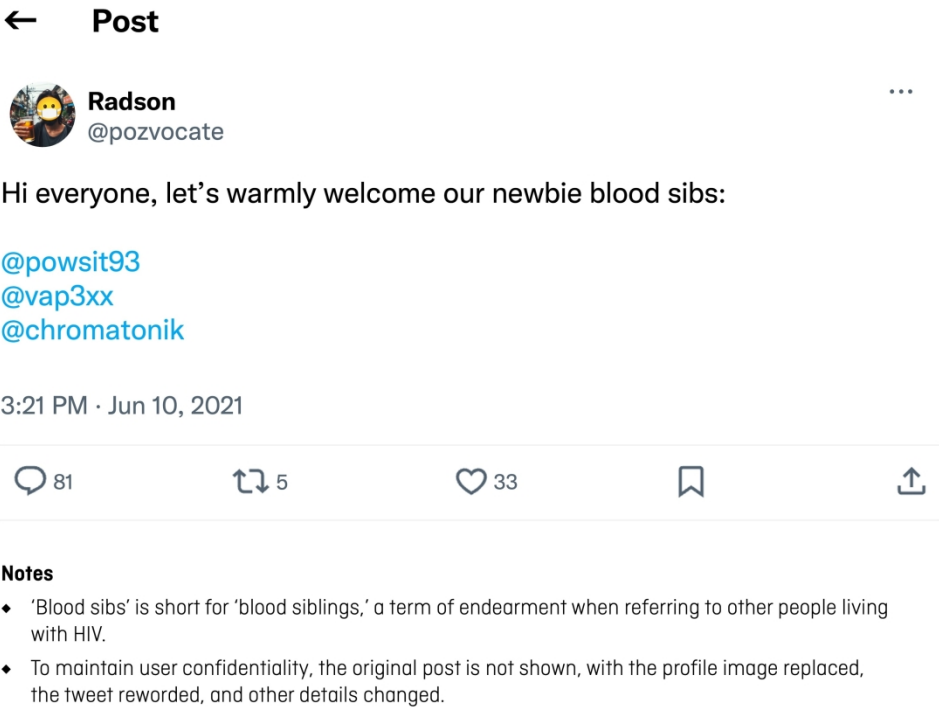 Post
Radson
@pozvocate
Hi everyone, let’s warmly welcome our newbie blood sibs:
@powsit93
@vap3xx
@chromatonik
3:21 PM · Jun 10, 2021
81 5 33
Notes
‘Blood sibs’ is short for ‘blood siblings,’ a term of endearment when referring to other people living
with HIV.
To maintain user confidentiality, the original post is not shown, with the profile image replaced,
the tweet reworded, and other details changed.